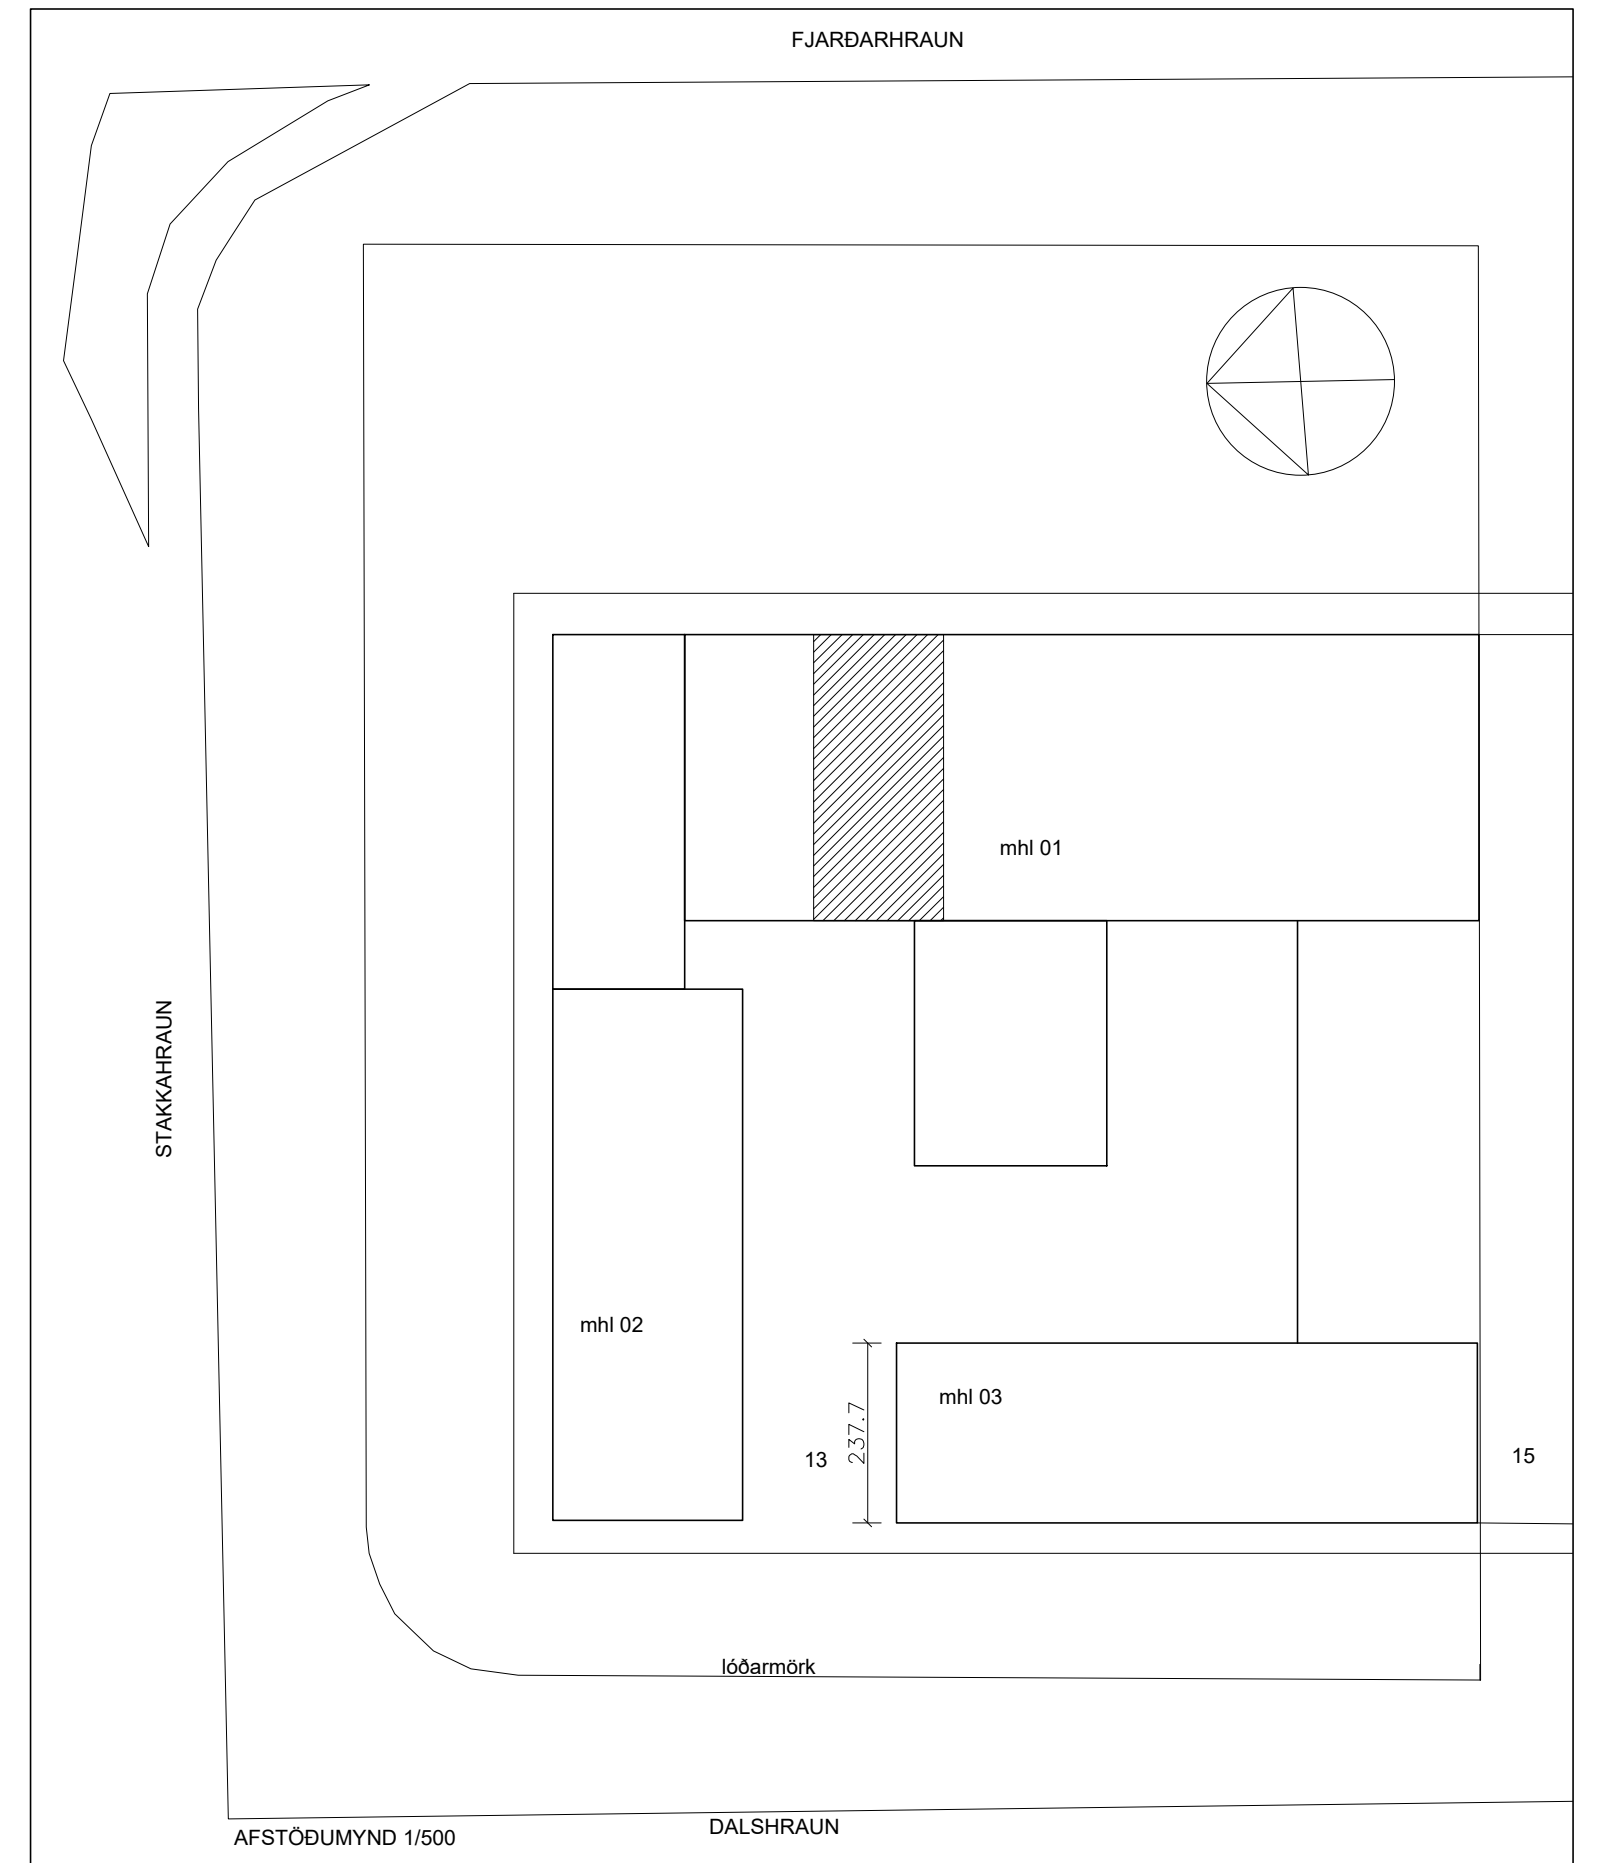 FJARÐARHRAUN
mhl 01
STAKKAHRAUN
mhl 02
mhl 03
237.7
13
15
lóðarmörk
DALSHRAUN
AFSTÖÐUMYND 1/500